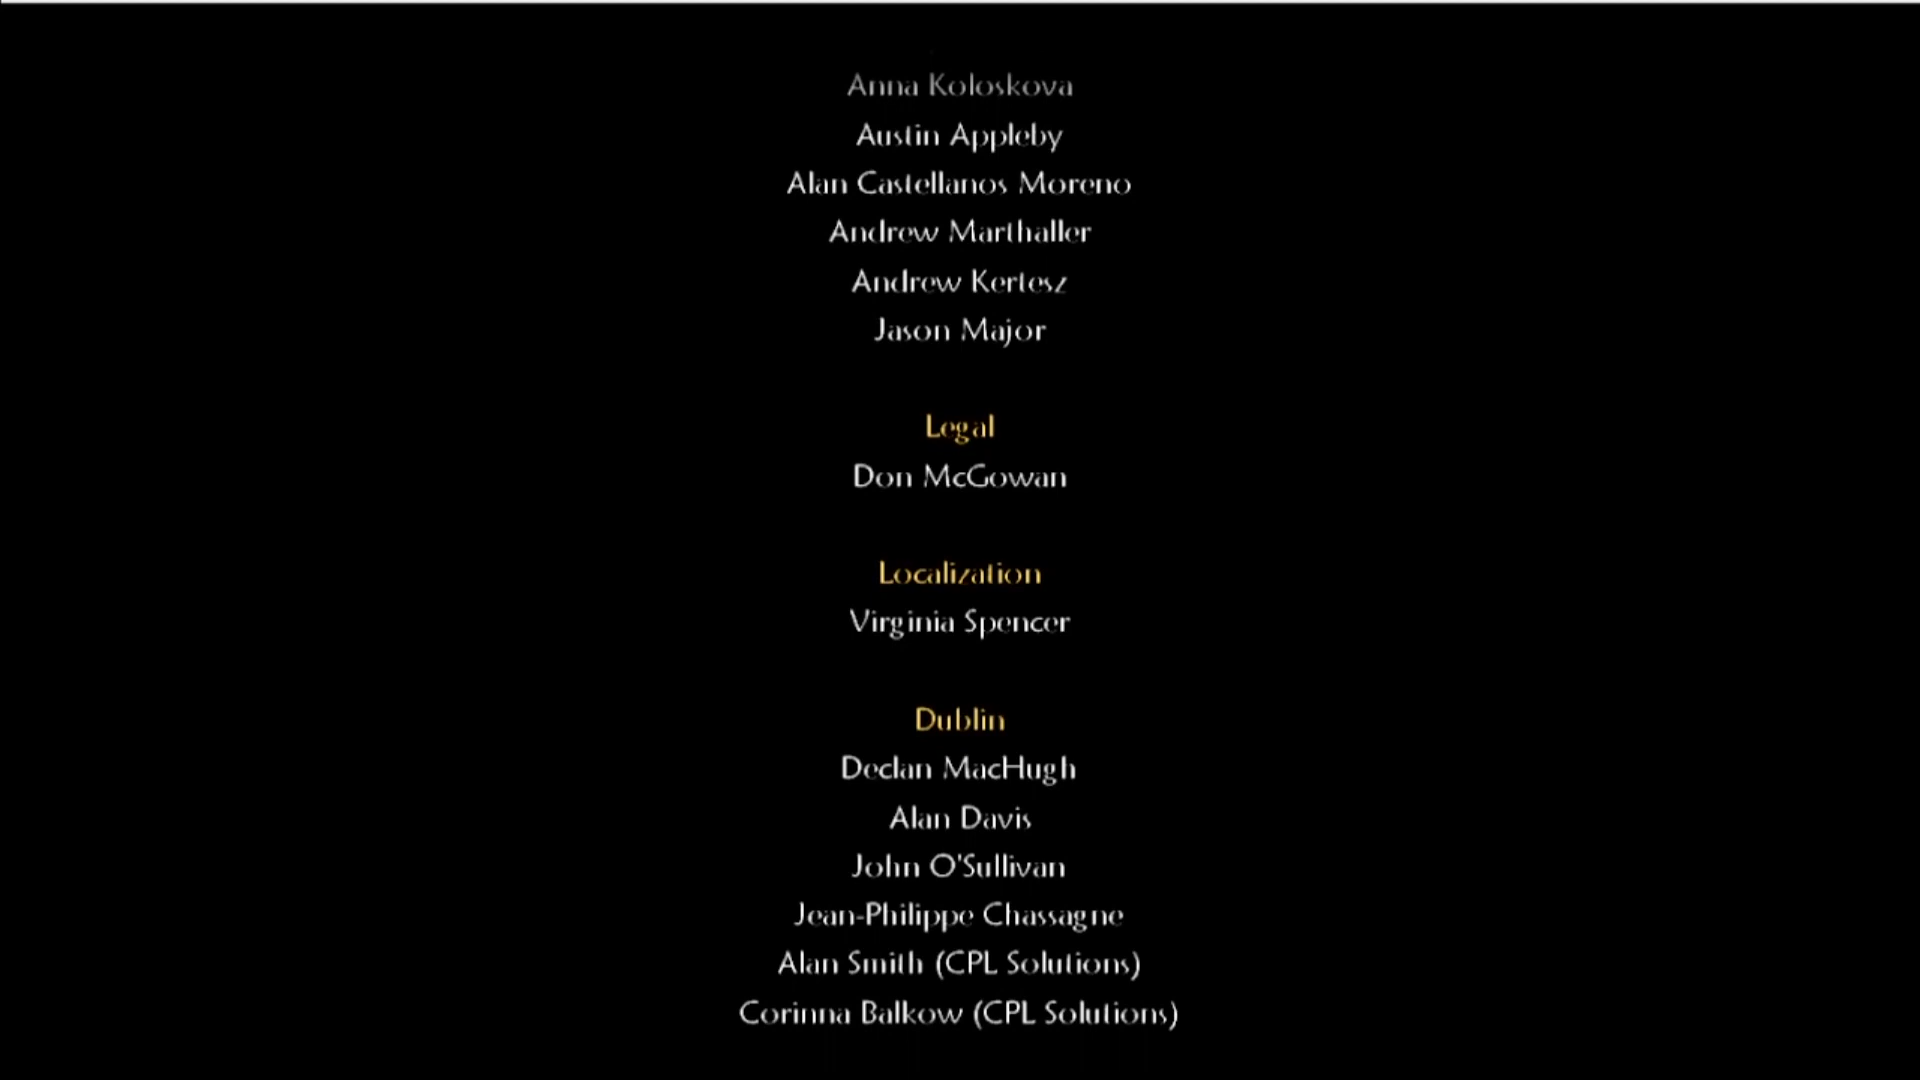 Anna Koloskova
Austin Appleby
Alan Castellanos Moreno
Andrew Marthaller
Andrew Kertesz
Jason Major
Legal
Don McGowan
Localization
Virginia Spencer
Dublin
Declan MacHugh
Alan Davis
John O'Sullivan
Jean-Philippe Chassagne
Alan Smith (CPL Solutions)
Corinna Balkow (CPL Solutions)